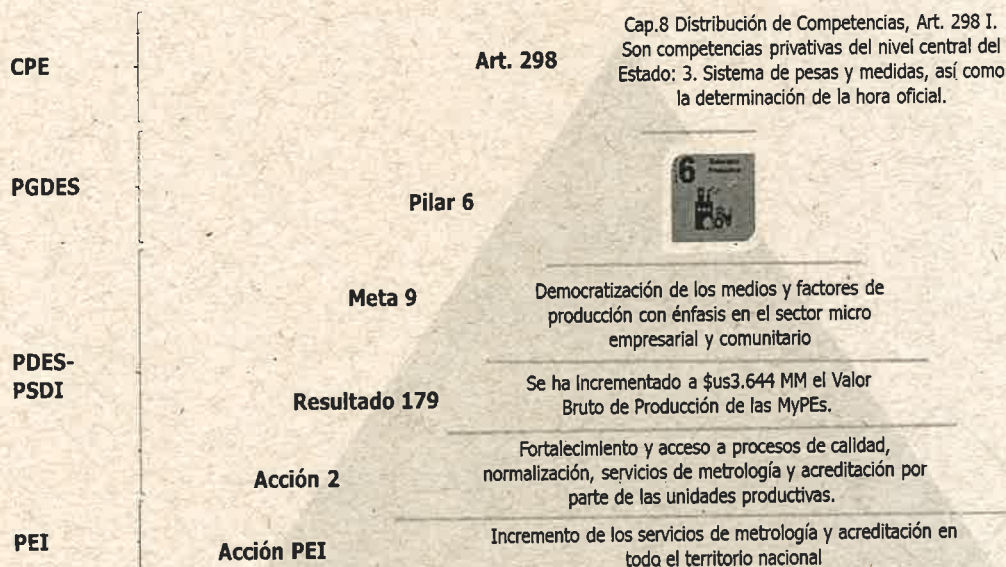 CPE
Art. 298
Cap.8 Distribución de Competencias, Art. 298 I.
Son competencias privativas del nivel central del
Estado: 3. Sistema de pesas y medidas, así como
la determinación de la hora oficial.
PGDES
Pilar 6
6
Meta 9
Democratización de los medios y factores de
producción con énfasis en el sector micro
empresarial y comunitario
PDES-
PSDI
Resultado 179
Se ha incrementado a $us3.644 MM el Valor
Bruto de Producción de las MyPEs.
Acción 2
Fortalecimiento y acceso a procesos de calidad,
normalización, servicios de metrología y acreditación por
parte de las unidades productivas.
PEI
Acción PEI
Incremento de los servicios de metrología y acreditación en
todo el territorio nacional